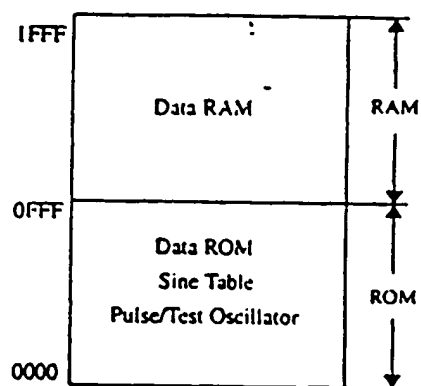 1FFF
Data RAM
RAM
0FFF
Data ROM
Sine Table
Pulse/Test Oscillator
ROM
0000